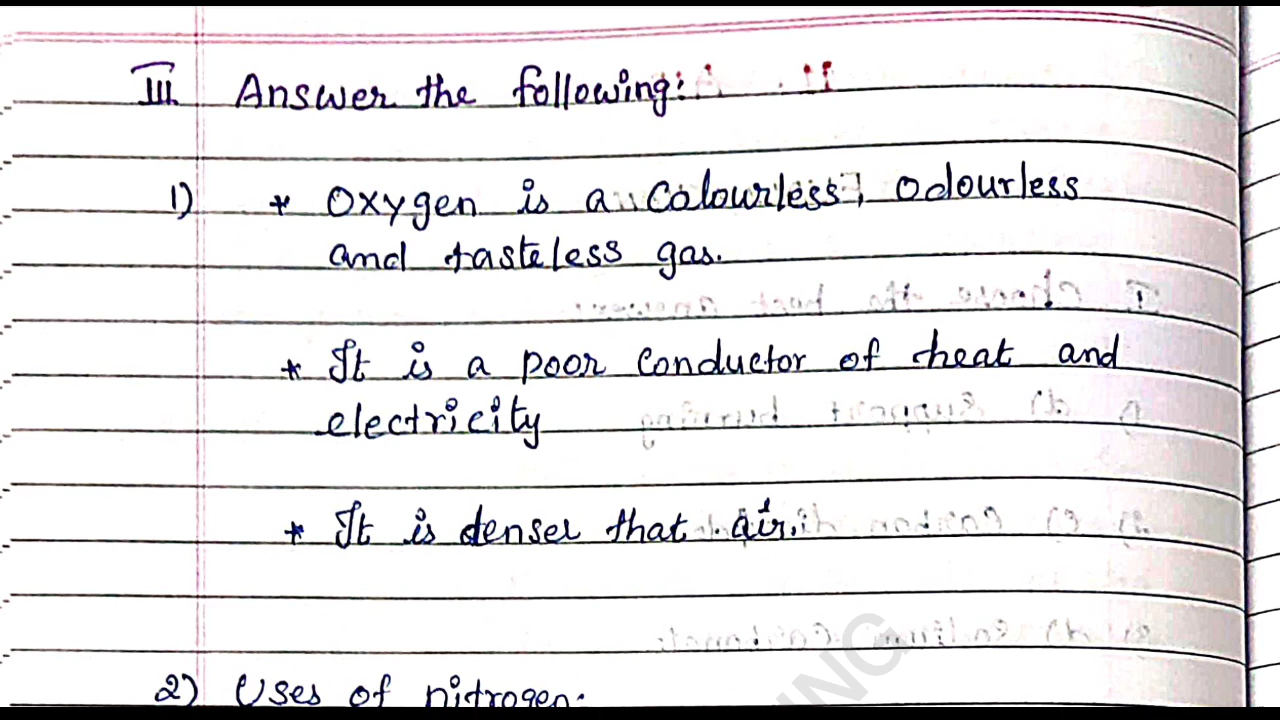 III Answer the following:
1) * Oxygen is a Colourless, Odourless
and tasteless gas.
* It is a poor Conductor of heat and
electricity
* It is denser that air.
2) Uses of nitrogen.